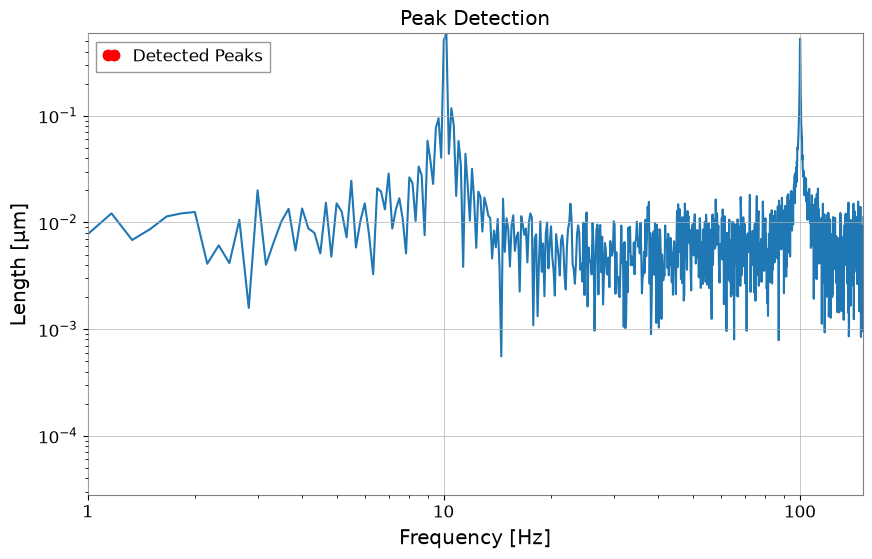 Peak Detection
Detected Peaks
Length [µm]
10⁻¹
10⁻²
10⁻³
10⁻⁴
1
10
100
Frequency [Hz]